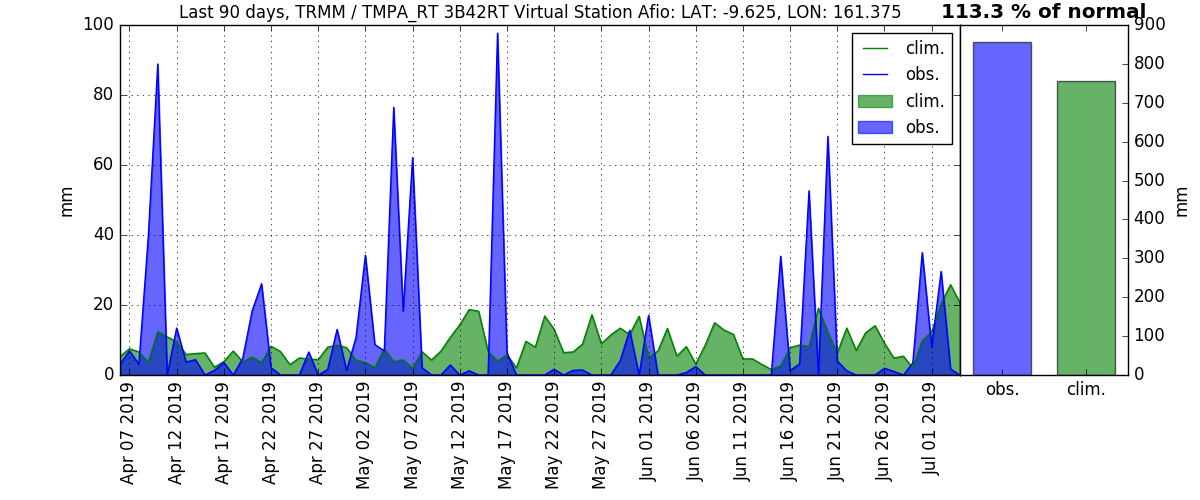 Last 90 days, TRMM / TMPA_RT 3B42RT Virtual Station Afio: LAT: -9.625, LON: 161.375
113.3 % of normal
100
80
60
40
20
0
mm
clim.
obs.
clim.
obs.
900
800
700
600
500
400
300
200
100
0
mm
Apr 07 2019
Apr 12 2019
Apr 17 2019
Apr 22 2019
Apr 27 2019
May 02 2019
May 07 2019
May 12 2019
May 17 2019
May 22 2019
May 27 2019
Jun 01 2019
Jun 06 2019
Jun 11 2019
Jun 16 2019
Jun 21 2019
Jun 26 2019
Jul 01 2019
obs.
clim.